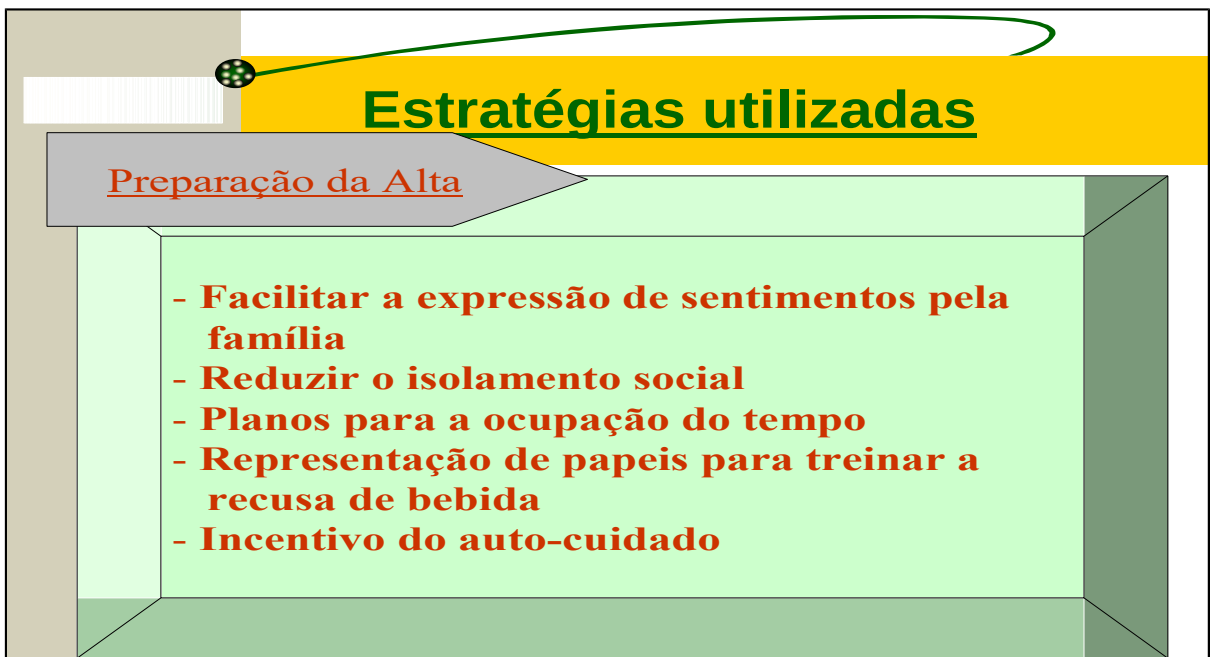 Estratégias utilizadas
Preparação da Alta
- Facilitar a expressão de sentimentos pela
família
- Reduzir o isolamento social
- Planos para a ocupação do tempo
- Representação de papeis para treinar a
recusa de bebida
- Incentivo do auto-cuidado